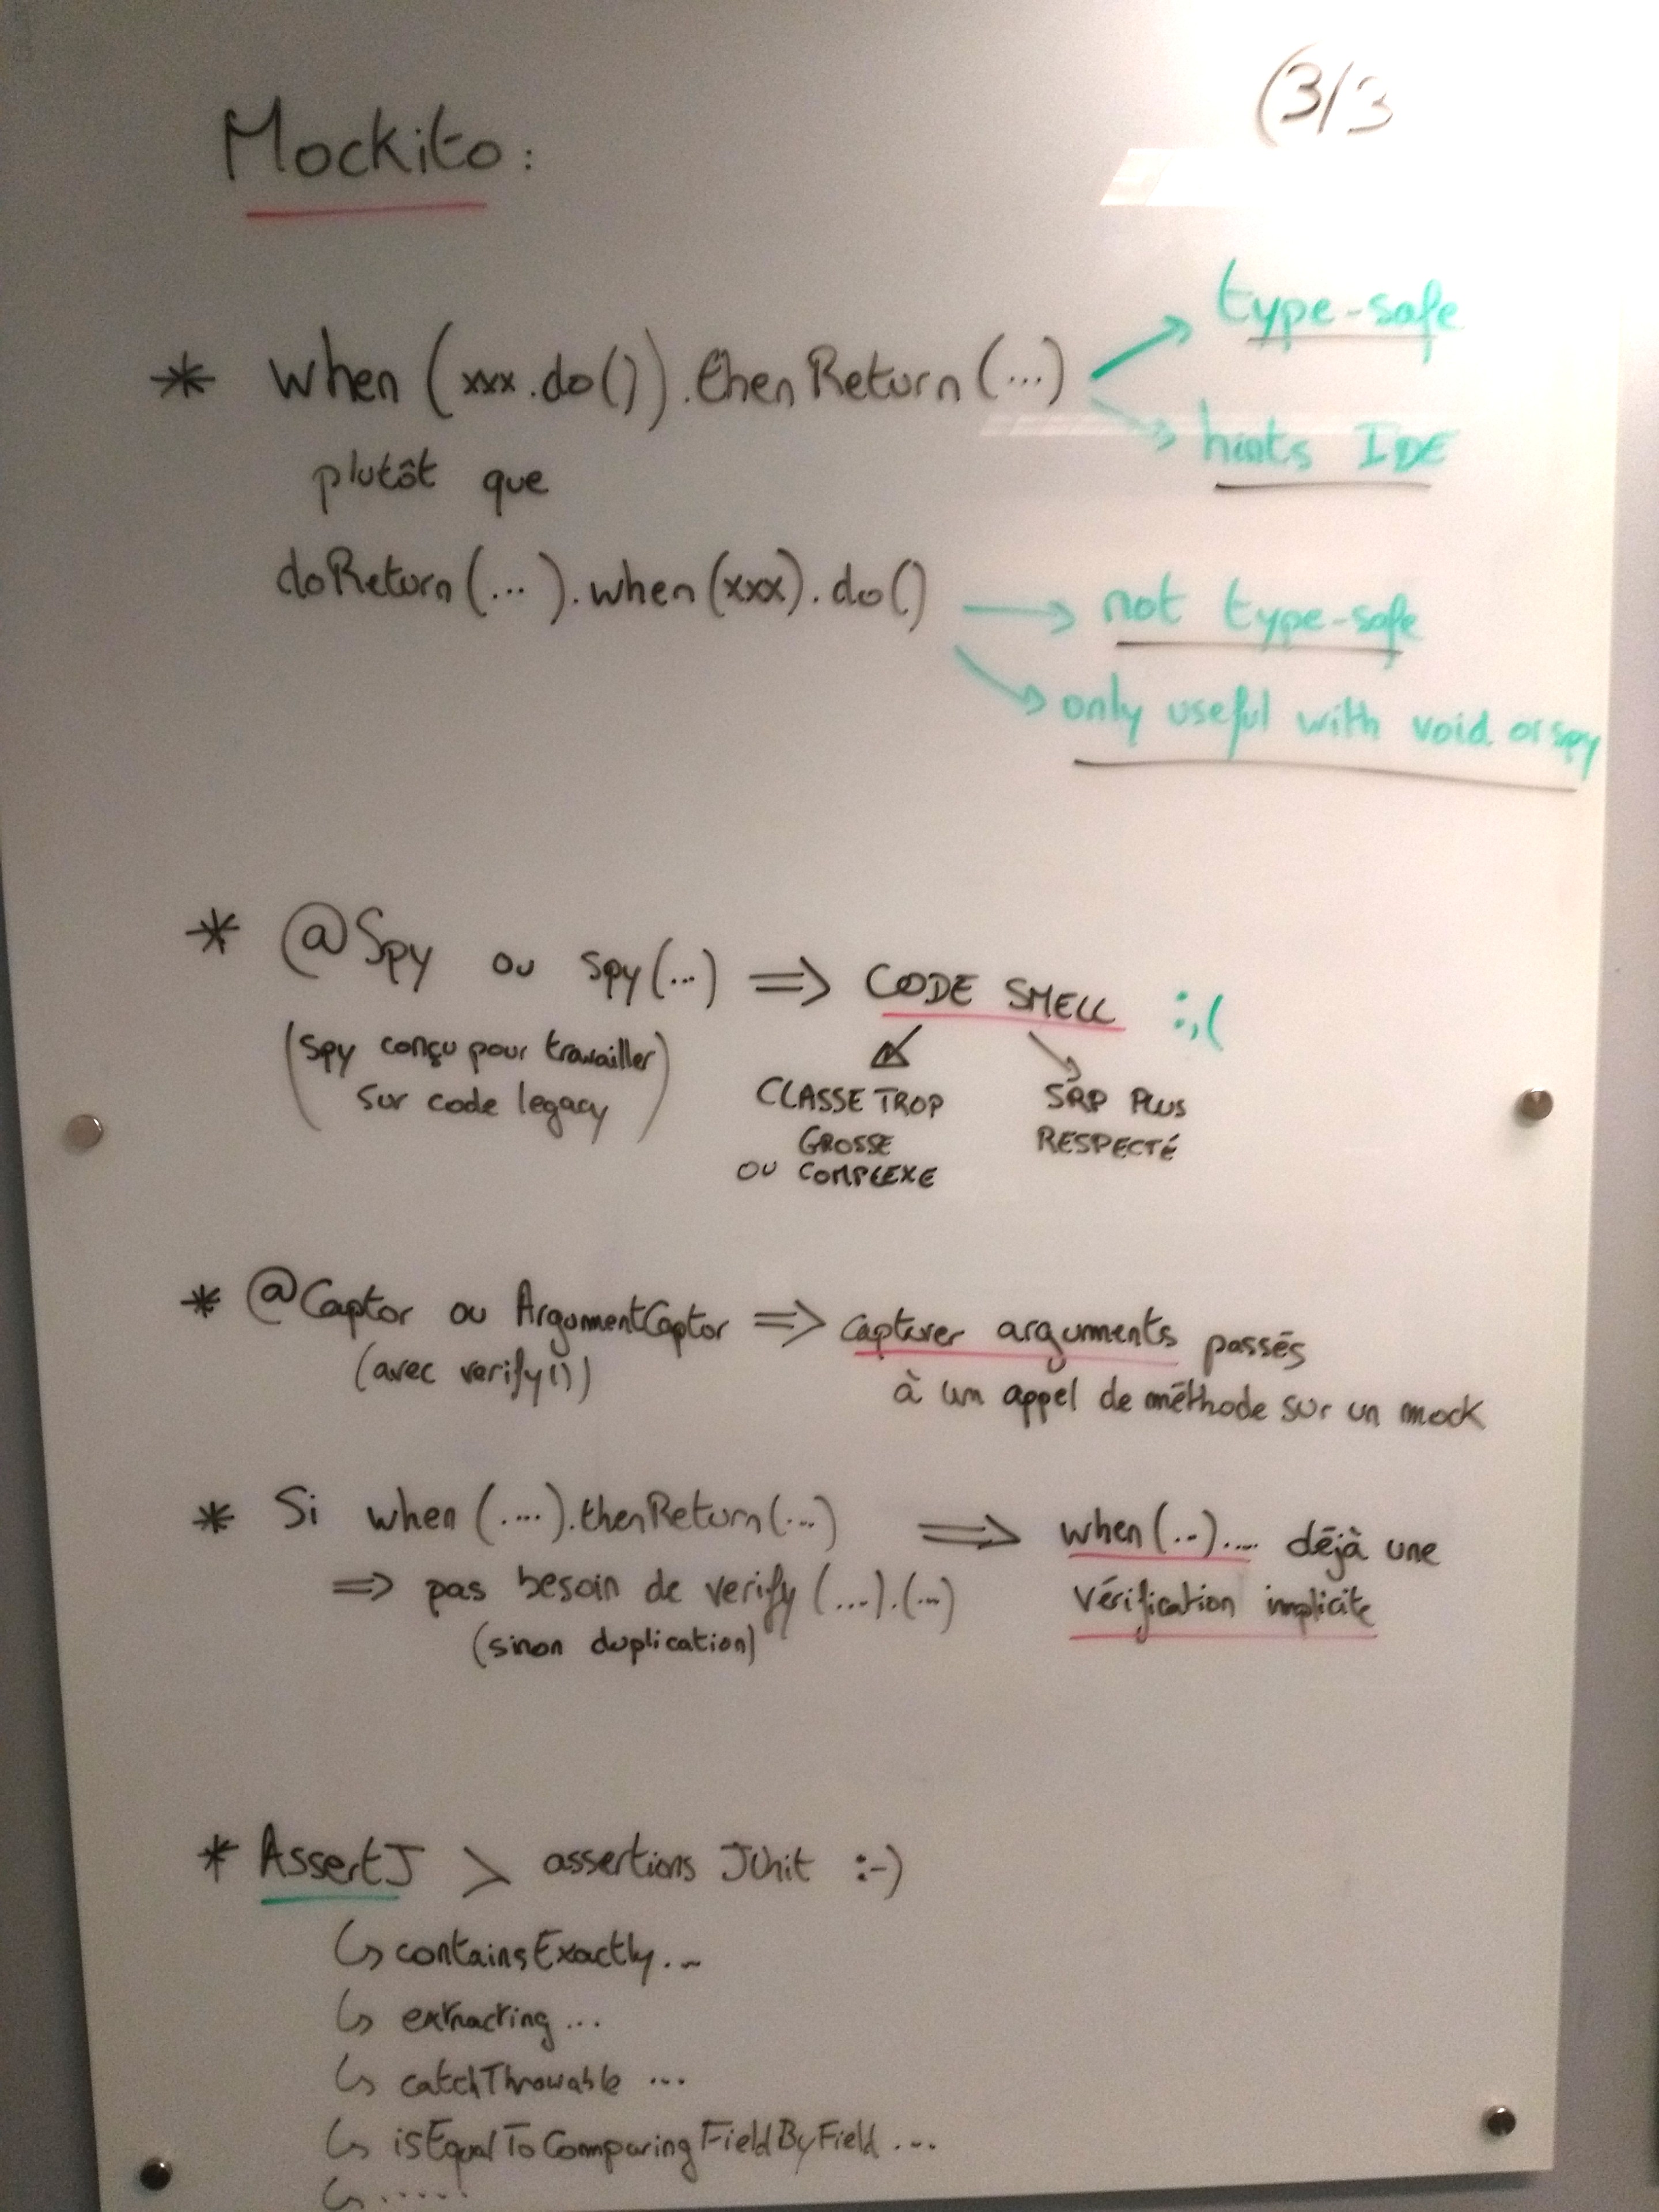 (3/3
Mockito :
* when (xxx.do()).thenReturn(...)
type-safe
hints IDE
plutôt que
doReturn(...).when(xxx).do()
not type-safe
only useful with void or spy
* @Spy ou spy(...) => CODE SMELL :,(
(Spy conçu pour travailler
sur code legacy)
CLASSE TROP
GROSSE
OU COMPLEXE
SRP PLUS
RESPECTÉ
* @Captor ou ArgumentCaptor => capturer arguments passés
(avec verify())
à un appel de méthode sur un mock
* Si when (....).thenReturn(...) => when(..).... déjà une
=> pas besoin de verify (...).(...)
vérification implicite
(sinon duplication)
* AssertJ > assertions JUnit :-)
↳ containsExactly...
↳ extracting ...
↳ catchThrowable ...
↳ isEqualToComparingFieldByField ...
↳ .....